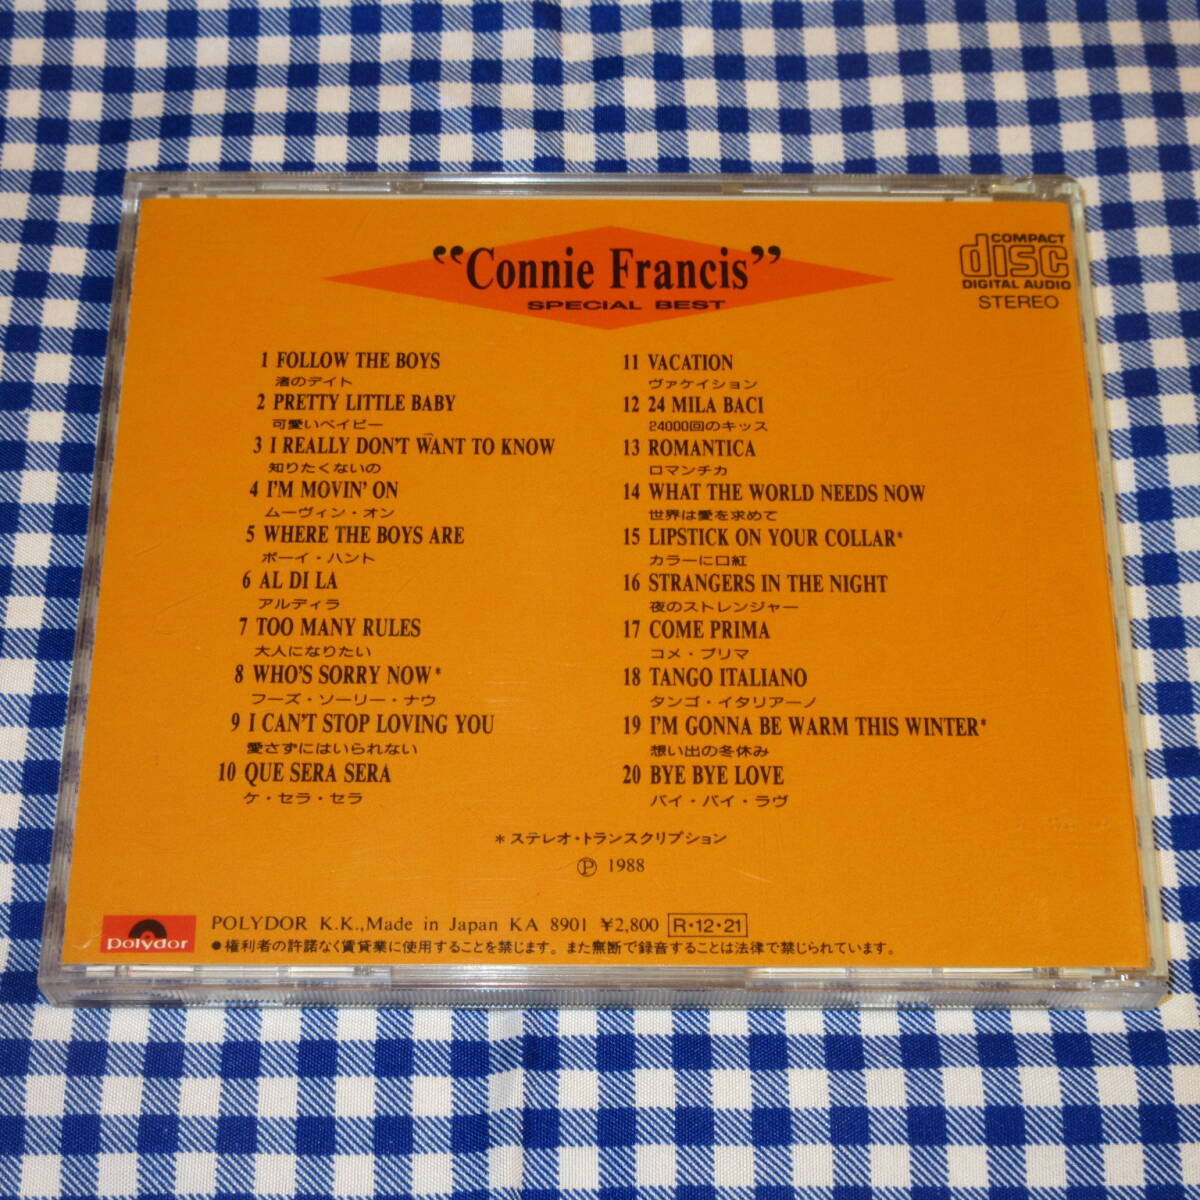 “Connie Francis”
SPECIAL BEST
COMPACT
disc
DIGITAL AUDIO
STEREO
1 FOLLOW THE BOYS
渚のデイト
2 PRETTY LITTLE BABY
可愛いベイビー
3 I REALLY DON'T WANT TO KNOW
知りたくないの
4 I'M MOVIN' ON
ムーヴィン・オン
5 WHERE THE BOYS ARE
ボーイ・ハント
6 AL DI LA
アルディラ
7 TOO MANY RULES
大人になりたい
8 WHO'S SORRY NOW*
フーズ・ソーリー・ナウ
9 I CAN'T STOP LOVING YOU
愛さずにはいられない
10 QUE SERA SERA
ケ・セラ・セラ
11 VACATION
ヴァケイション
12 24 MILA BACI
24000回のキッス
13 ROMANTICA
ロマンチカ
14 WHAT THE WORLD NEEDS NOW
世界は愛を求めて
15 LIPSTICK ON YOUR COLLAR*
カラーに口紅
16 STRANGERS IN THE NIGHT
夜のストレンジャー
17 COME PRIMA
コメ・プリマ
18 TANGO ITALIANO
タンゴ・イタリアーノ
19 I'M GONNA BE WARM THIS WINTER*
想い出の冬休み
20 BYE BYE LOVE
バイ・バイ・ラヴ
*ステレオ・トランスクリプション
Ⓟ 1988
polydor
POLYDOR K.K.,Made in Japan KA 8901 ¥2,800 R・12・21
●権利者の許諾なく賃貸業に使用することを禁じます。また無断で録音することは法律で禁じられています。